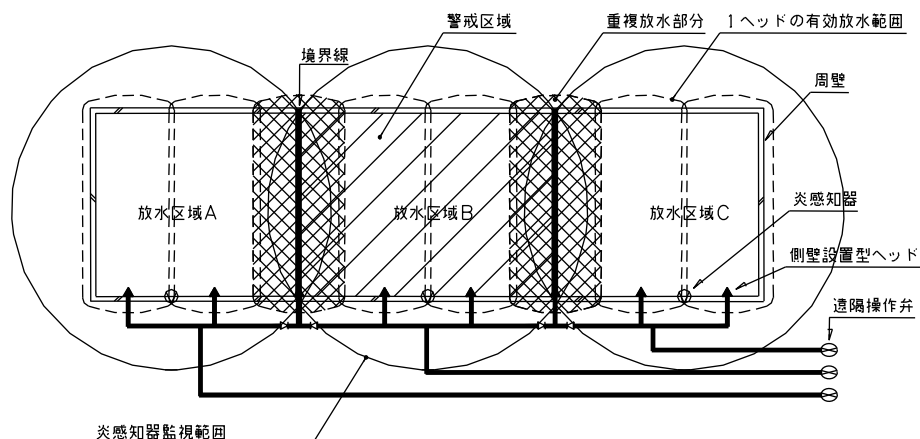 警戒区域
重複放水部分
1ヘッドの有効放水範囲
境界線
周壁
放水区域A
放水区域B
放水区域C
炎感知器
側壁設置型ヘッド
遠隔操作弁
炎感知器監視範囲